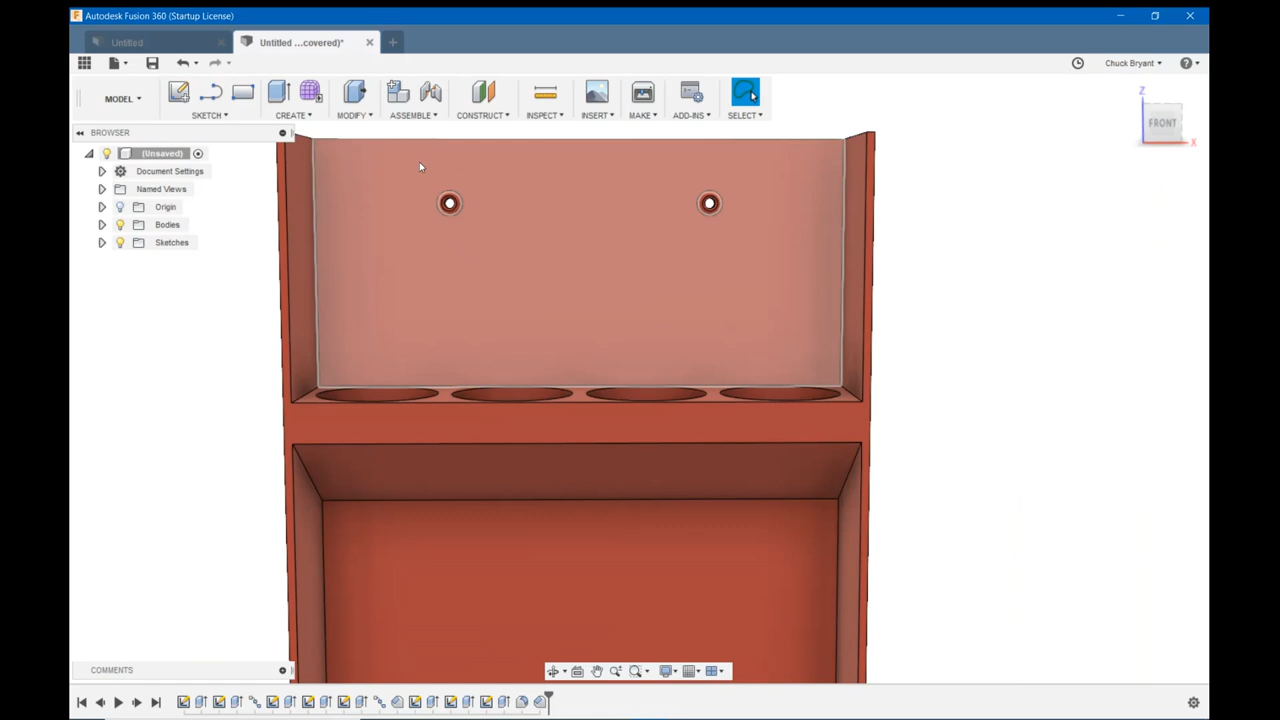 Autodesk Fusion 360 (Startup License)
Untitled
Untitled ...covered)*
Chuck Bryant
MODEL
SKETCH
CREATE
MODIFY
ASSEMBLE
CONSTRUCT
INSPECT
INSERT
MAKE
ADD-INS
SELECT
Z
FRONT
X
BROWSER
(Unsaved)
Document Settings
Named Views
Origin
Bodies
Sketches
COMMENTS